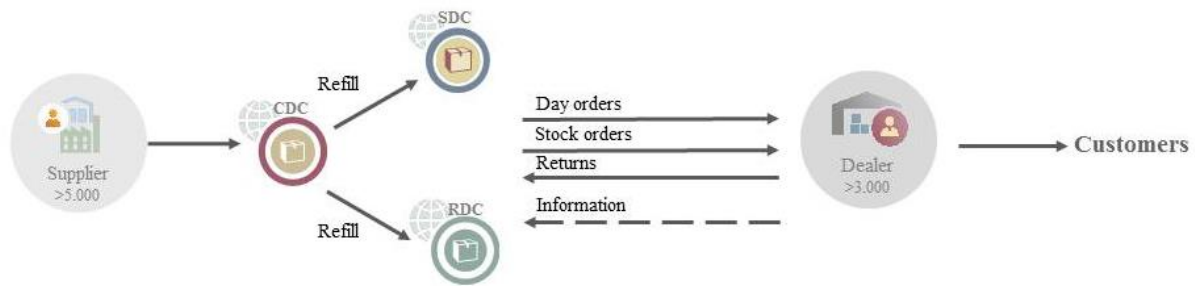 SDC
Refill
CDC
Day orders
Stock orders
Returns
Information
Supplier
>5.000
Dealer
>3.000
Customers
Refill
RDC